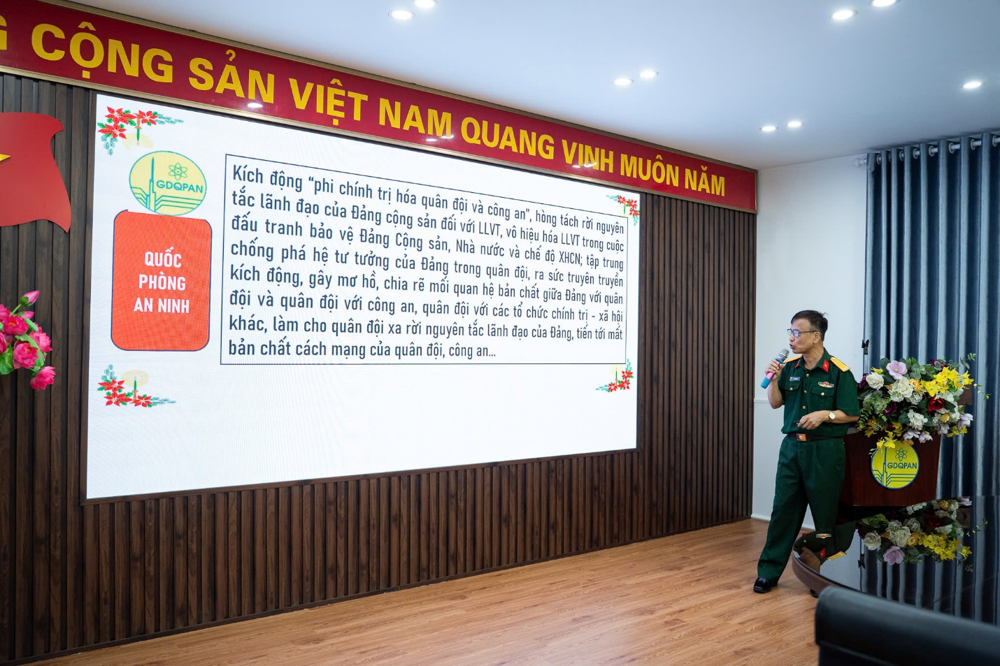 CỘNG SẢN VIỆT NAM QUANG VINH MUÔN NĂM
GDQPAN
QUỐC
PHÒNG
AN NINH
Kích động “phi chính trị hóa quân đội và công an”, hòng tách rời nguyên
tắc lãnh đạo của Đảng cộng sản đối với LLVT, vô hiệu hóa LLVT trong cuộc
đấu tranh bảo vệ Đảng Cộng sản, Nhà nước và chế độ XHCN; tập trung
chống phá hệ tư tưởng của Đảng trong quân đội, ra sức truyên truyền
kích động, gây mơ hồ, chia rẽ mối quan hệ bản chất giữa Đảng với quân
đội và quân đội với công an, quân đội với các tổ chức chính trị - xã hội
khác, làm cho quân đội xa rời nguyên tắc lãnh đạo của Đảng, tiến tới mất
bản chất cách mạng của quân đội, công an...
GDQPAN